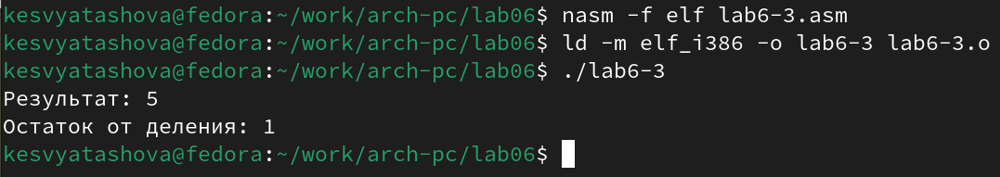 kesvyatashova@fedora:~/work/arch-pc/lab06$ nasm -f elf lab6-3.asm
kesvyatashova@fedora:~/work/arch-pc/lab06$ ld -m elf_i386 -o lab6-3 lab6-3.o
kesvyatashova@fedora:~/work/arch-pc/lab06$ ./lab6-3
Результат: 5
Остаток от деления: 1
kesvyatashova@fedora:~/work/arch-pc/lab06$